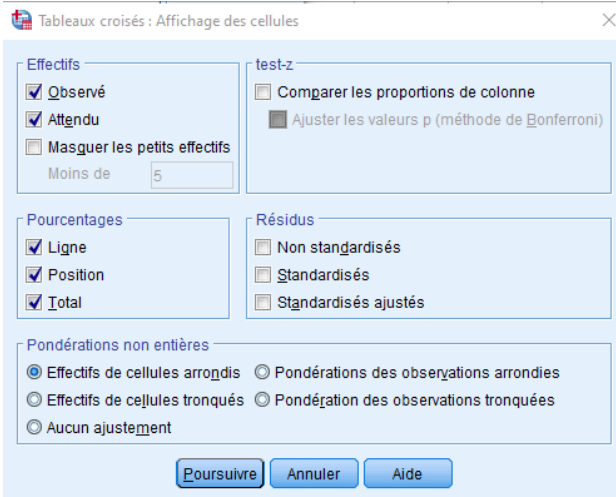 Tableaux croisés : Affichage des cellules
Effectifs
Observé
Attendu
Masquer les petits effectifs
Moins de 5
test-z
Comparer les proportions de colonne
Ajuster les valeurs p (méthode de Bonferroni)
Pourcentages
Ligne
Position
Total
Résidus
Non standardisés
Standardisés
Standardisés ajustés
Pondérations non entières
Effectifs de cellules arrondis Pondérations des observations arrondies
Effectifs de cellules tronqués Pondération des observations tronquées
Aucun ajustement
Poursuivre Annuler Aide